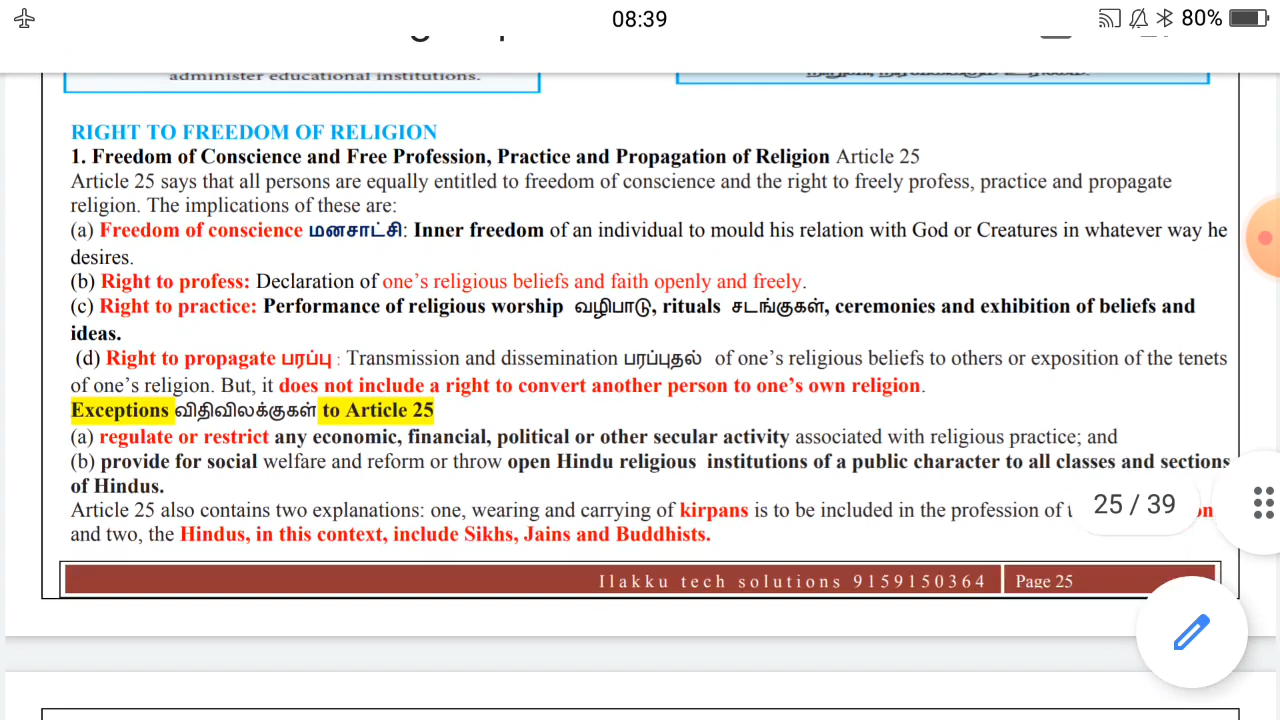 08:39
80%
administer educational institutions.
RIGHT TO FREEDOM OF RELIGION
1. Freedom of Conscience and Free Profession, Practice and Propagation of Religion Article 25
Article 25 says that all persons are equally entitled to freedom of conscience and the right to freely profess, practice and propagate
religion. The implications of these are:
(a) Freedom of conscience மனசாட்சி: Inner freedom of an individual to mould his relation with God or Creatures in whatever way he
desires.
(b) Right to profess: Declaration of one's religious beliefs and faith openly and freely.
(c) Right to practice: Performance of religious worship வழிபாடு, rituals சடங்குகள், ceremonies and exhibition of beliefs and
ideas.
(d) Right to propagate பரப்பு : Transmission and dissemination பரப்புதல் of one's religious beliefs to others or exposition of the tenets
of one's religion. But, it does not include a right to convert another person to one's own religion.
Exceptions விதிவிலக்குகள் to Article 25
(a) regulate or restrict any economic, financial, political or other secular activity associated with religious practice; and
(b) provide for social welfare and reform or throw open Hindu religious institutions of a public character to all classes and sections
of Hindus.
Article 25 also contains two explanations: one, wearing and carrying of kirpans is to be included in the profession of
25 / 39
and two, the Hindus, in this context, include Sikhs, Jains and Buddhists.
Ilakku tech solutions 9159150364 Page 25